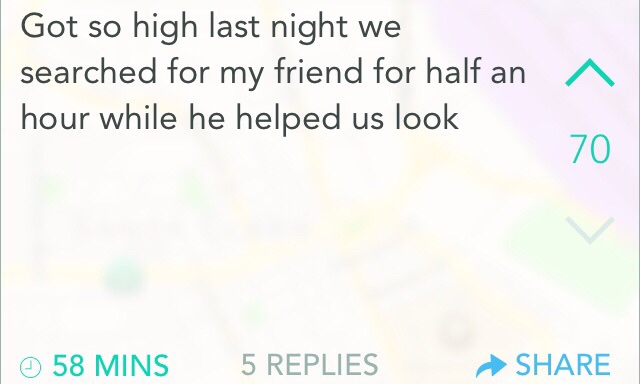 Got so high last night we
searched for my friend for half an
hour while he helped us look
70
58 MINS
5 REPLIES
SHARE